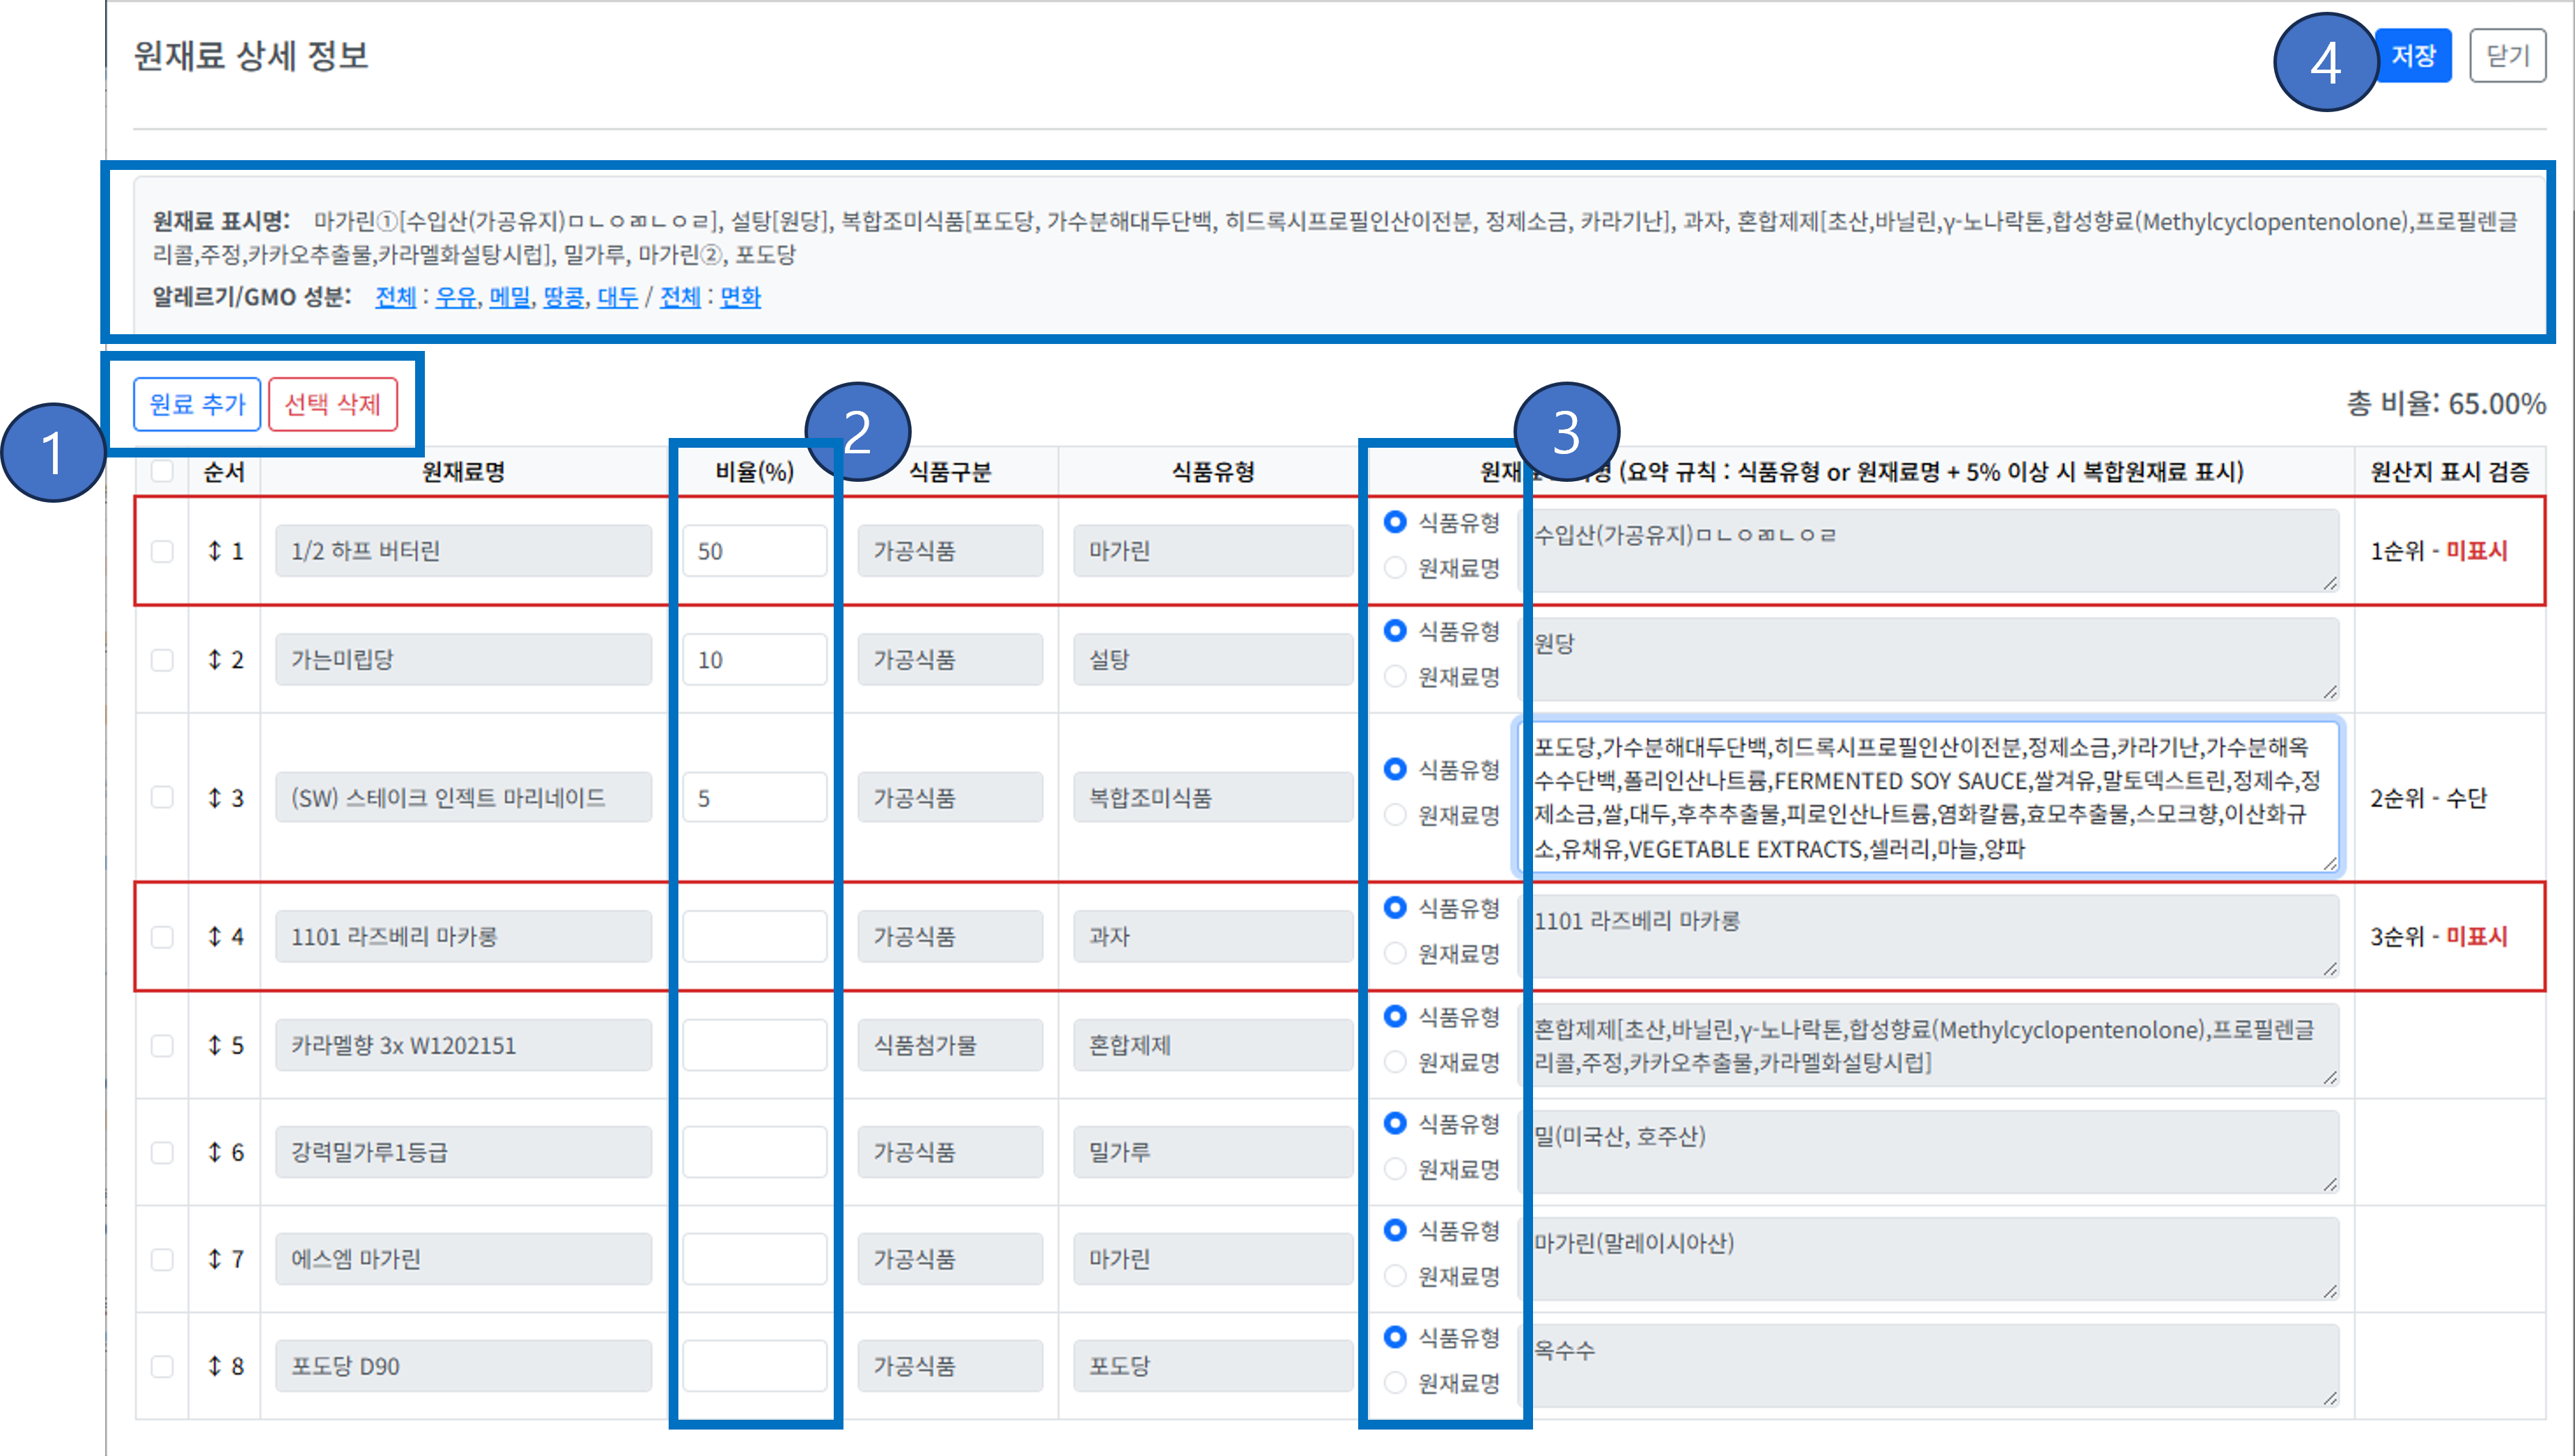 원재료 상세 정보
4 저장 닫기
원재료 표시명: 마가린①[수입산(가공유지)ㅁㄴㅇㄻㄴㅇㄹ], 설탕[원당], 복합조미식품[포도당, 가수분해대두단백, 히드록시프로필인산이전분, 정제소금, 카라기난], 과자, 혼합제제[초산,바닐린,γ-노나락톤,합성향료(Methylcyclopentenolone),프로필렌글
리콜,주정,카카오추출물,카라멜화설탕시럽], 밀가루, 마가린②, 포도당
알레르기/GMO 성분: 전체 : 우유, 메밀, 땅콩, 대두 / 전체 : 면화
1 원료 추가 선택 삭제 2 3 총 비율: 65.00%
순서 원재료명 비율(%) 식품구분 식품유형 원재 명 (요약 규칙 : 식품유형 or 원재료명 + 5% 이상 시 복합원재료 표시) 원산지 표시 검증
↕ 1 1/2 하프 버터린 50 가공식품 마가린 식품유형 수입산(가공유지)ㅁㄴㅇㄻㄴㅇㄹ 1순위 - 미표시
원재료명
↕ 2 가는미립당 10 가공식품 설탕 식품유형 원당
원재료명
↕ 3 (SW) 스테이크 인젝트 마리네이드 5 가공식품 복합조미식품 식품유형 포도당,가수분해대두단백,히드록시프로필인산이전분,정제소금,카라기난,가수분해옥 2순위 - 수단
원재료명 수수단백,폴리인산나트륨,FERMENTED SOY SAUCE,쌀겨유,말토덱스트린,정제수,정
제소금,쌀,대두,후추추출물,피로인산나트륨,염화칼륨,효모추출물,스모크향,이산화규
소,유채유,VEGETABLE EXTRACTS,셀러리,마늘,양파
↕ 4 1101 라즈베리 마카롱 가공식품 과자 식품유형 1101 라즈베리 마카롱 3순위 - 미표시
원재료명
↕ 5 카라멜향 3x W1202151 식품첨가물 혼합제제 식품유형 혼합제제[초산,바닐린,γ-노나락톤,합성향료(Methylcyclopentenolone),프로필렌글
원재료명 리콜,주정,카카오추출물,카라멜화설탕시럽]
↕ 6 강력밀가루1등급 가공식품 밀가루 식품유형 밀(미국산, 호주산)
원재료명
↕ 7 에스엠 마가린 가공식품 마가린 식품유형 마가린(말레이시아산)
원재료명
↕ 8 포도당 D90 가공식품 포도당 식품유형 옥수수
원재료명